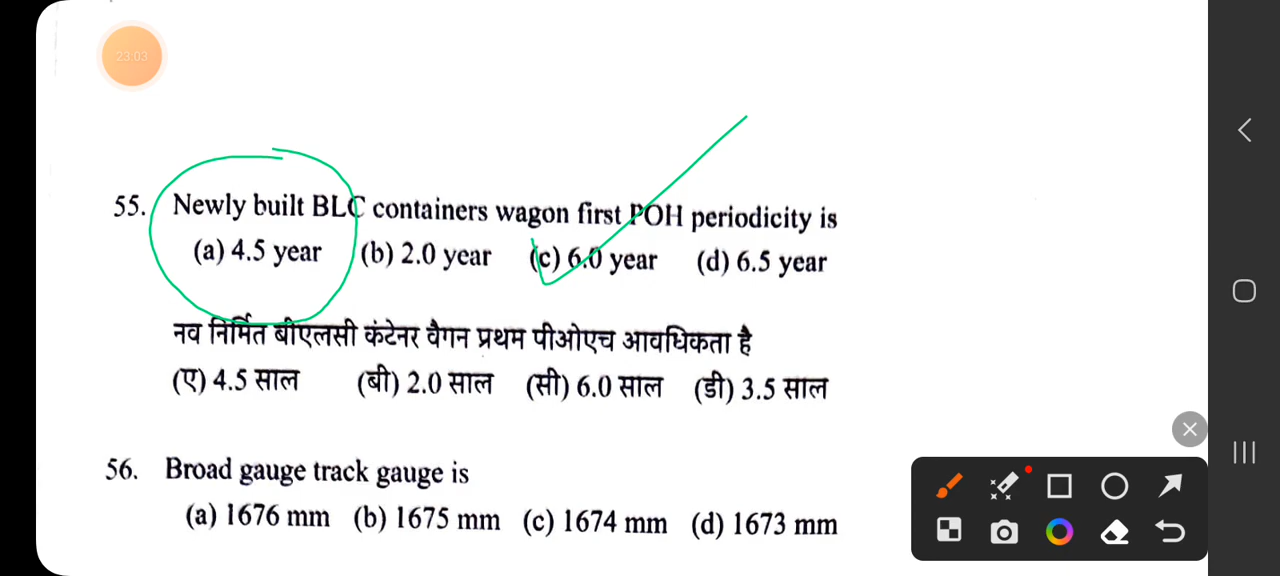 23.03
55. Newly built BLC containers wagon first POH periodicity is
(a) 4.5 year (b) 2.0 year (c) 6.0 year (d) 6.5 year
नव निर्मित बीएलसी कंटेनर वैगन प्रथम पीओएच आवधिकता है
(ए) 4.5 साल (बी) 2.0 साल (सी) 6.0 साल (डी) 3.5 साल
56. Broad gauge track gauge is
(a) 1676 mm (b) 1675 mm (c) 1674 mm (d) 1673 mm